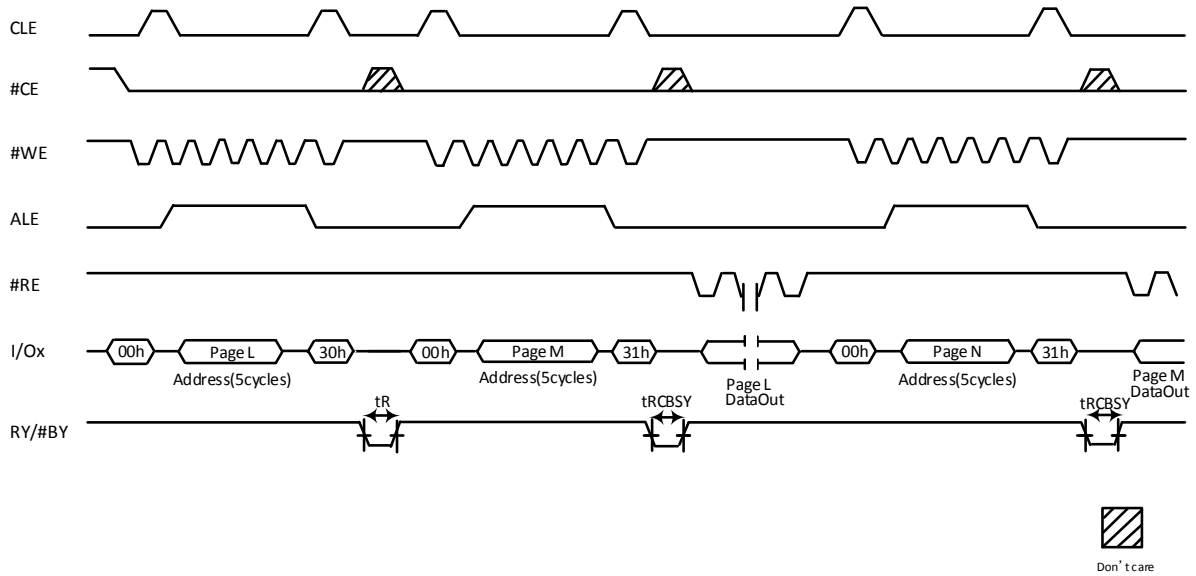 CLE
#CE
#WE
ALE
#RE
I/Ox 00h Page L 30h 00h Page M 31h 00h Page N 31h
Address(5cycles) Address(5cycles) Page L DataOut Address(5cycles) Page M DataOut
tR tRCBSY tRCBSY
RY/#BY
Don't care